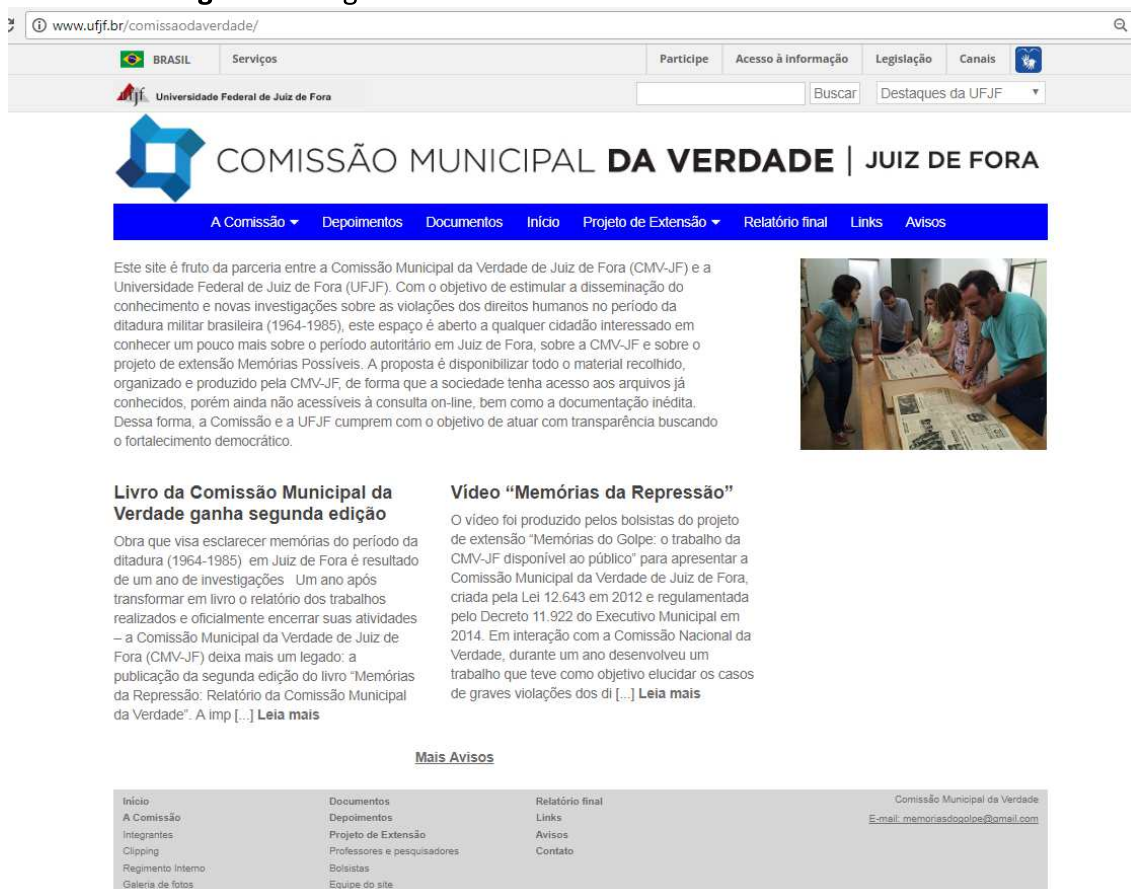 www.ufjf.br/comissaodaverdade/
BRASIL Serviços Participe Acesso à informação Legislação Canais
ufjf Universidade Federal de Juiz de Fora Buscar Destaques da UFJF
COMISSÃO MUNICIPAL DA VERDADE | JUIZ DE FORA
A Comissão Depoimentos Documentos Início Projeto de Extensão Relatório final Links Avisos
Este site é fruto da parceria entre a Comissão Municipal da Verdade de Juiz de Fora (CMV-JF) e a
Universidade Federal de Juiz de Fora (UFJF). Com o objetivo de estimular a disseminação do
conhecimento e novas investigações sobre as violações dos direitos humanos no período da
ditadura militar brasileira (1964-
1985), este espaço é aberto a qualquer cidadão interessado em
conhecer um pouco mais sobre o período autoritário em Juiz de Fora, sobre a CMV-JF e sobre o
projeto de extensão Memórias Possíveis. A proposta é disponibilizar todo o material recolhido,
organizado e produzido pela CMV-JF, de forma que a sociedade tenha acesso aos arquivos já
conhecidos, porém ainda não acessíveis à consulta on-line, bem como a documentação inédita.
Dessa forma, a Comissão e a UFJF cumprem com o objetivo de atuar com transparência buscando
o fortalecimento democrático.
Livro da Comissão Municipal da
Verdade ganha segunda edição
Obra que visa esclarecer memórias do período da
ditadura (1964-1985) em Juiz de Fora é resultado
de um ano de investigações Um ano após
transformar em livro o relatório dos trabalhos
realizados e oficialmente encerrar suas atividades
– a Comissão Municipal da Verdade de Juiz de
Fora (CMV-JF) deixa mais um legado: a
publicação da segunda edição do livro “Memórias
da Repressão: Relatório da Comissão Municipal
da Verdade”. A imp [...] Leia mais
Vídeo “Memórias da Repressão”
O vídeo foi produzido pelos bolsistas do projeto
de extensão “Memórias do Golpe: o trabalho da
CMV-JF disponível ao público” para apresentar a
Comissão Municipal da Verdade de Juiz de Fora,
criada pela Lei 12.643 em 2012 e regulamentada
pelo Decreto 11.922 do Executivo Municipal em
2014. Em interação com a Comissão Nacional da
Verdade, durante um ano desenvolveu um
trabalho que teve como objetivo elucidar os casos
de graves violações dos di [...] Leia mais
Mais Avisos
Início
A Comissão
Integrantes
Clipping
Regimento Interno
Galeria de fotos
Documentos
Depoimentos
Projeto de Extensão
Professores e pesquisadores
Bolsistas
Equipe do site
Relatório final
Links
Avisos
Contato
Comissão Municipal da Verdade
E-mail: memoriasdogolpe@gmail.com